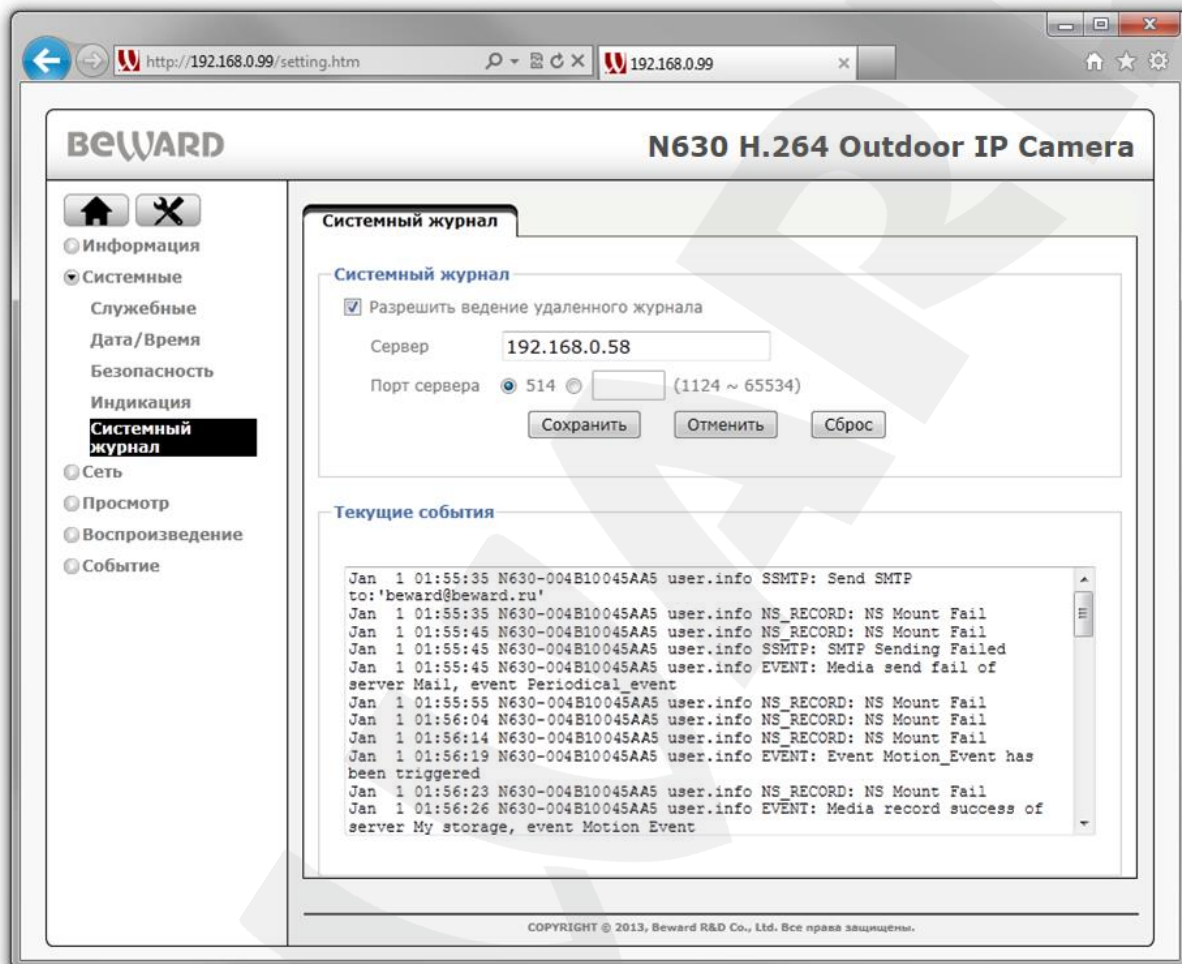 http://192.168.0.99/setting.htm
192.168.0.99
BEWARD
N630 H.264 Outdoor IP Camera
Информация
Системные
Служебные
Дата/Время
Безопасность
Индикация
Системный
журнал
Сеть
Просмотр
Воспроизведение
Событие
Системный журнал
Системный журнал
Разрешить ведение удаленного журнала
Сервер 192.168.0.58
Порт сервера 514 (1124 ~ 65534)
Сохранить Отменить Сброс
Текущие события
Jan 1 01:55:35 N630-004B10045AA5 user.info SSMTP: Send SMTP
to:'beward@beward.ru'
Jan 1 01:55:35 N630-004B10045AA5 user.info NS_RECORD: NS Mount Fail
Jan 1 01:55:45 N630-004B10045AA5 user.info NS_RECORD: NS Mount Fail
Jan 1 01:55:45 N630-004B10045AA5 user.info SSMTP: SMTP Sending Failed
Jan 1 01:55:45 N630-004B10045AA5 user.info EVENT: Media send fail of
server Mail, event Periodical_event
Jan 1 01:55:55 N630-004B10045AA5 user.info NS_RECORD: NS Mount Fail
Jan 1 01:56:04 N630-004B10045AA5 user.info NS_RECORD: NS Mount Fail
Jan 1 01:56:14 N630-004B10045AA5 user.info NS_RECORD: NS Mount Fail
Jan 1 01:56:19 N630-004B10045AA5 user.info EVENT: Event Motion_Event has
been triggered
Jan 1 01:56:23 N630-004B10045AA5 user.info NS_RECORD: NS Mount Fail
Jan 1 01:56:26 N630-004B10045AA5 user.info EVENT: Media record success of
server My storage, event Motion Event
COPYRIGHT © 2013, Beward R&D Co., Ltd. Все права защищены.